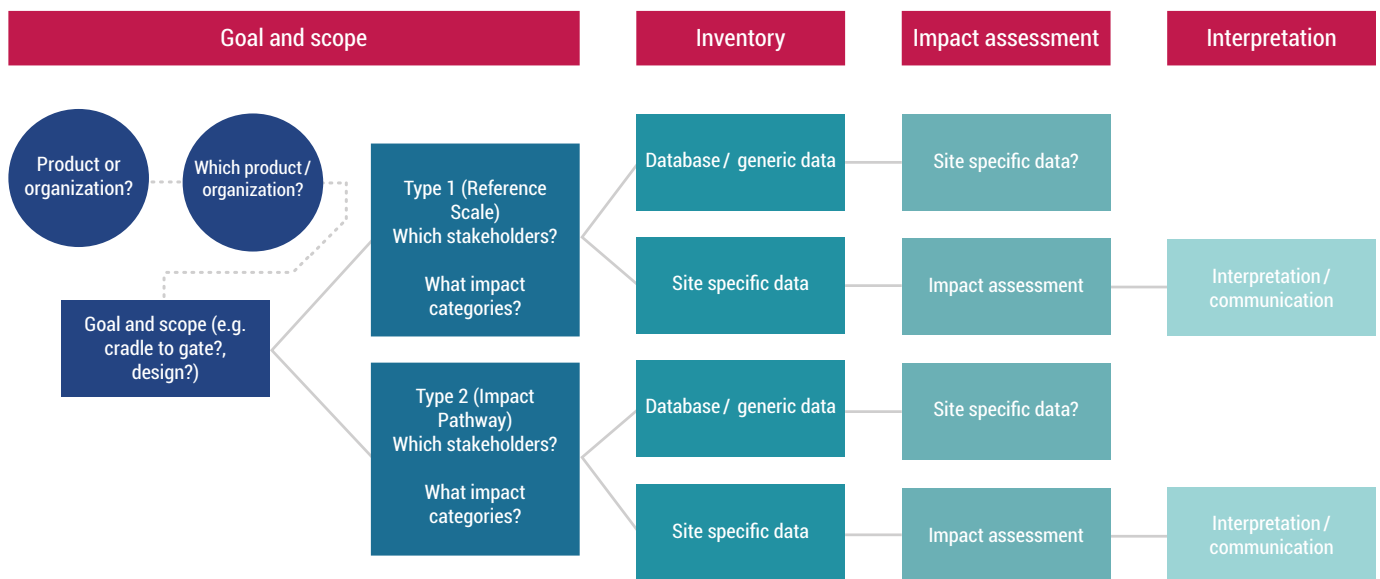 Goal and scope
Inventory
Impact assessment
Interpretation
Product or
organization?
Which product /
organization?
Goal and scope (e.g.
cradle to gate?,
design?)
Type 1 (Reference
Scale)
Which stakeholders?
What impact
categories?
Type 2 (Impact
Pathway)
Which stakeholders?
What impact
categories?
Database / generic data
Site specific data?
Site specific data
Impact assessment
Interpretation /
communication
Database / generic data
Site specific data?
Site specific data
Impact assessment
Interpretation /
communication